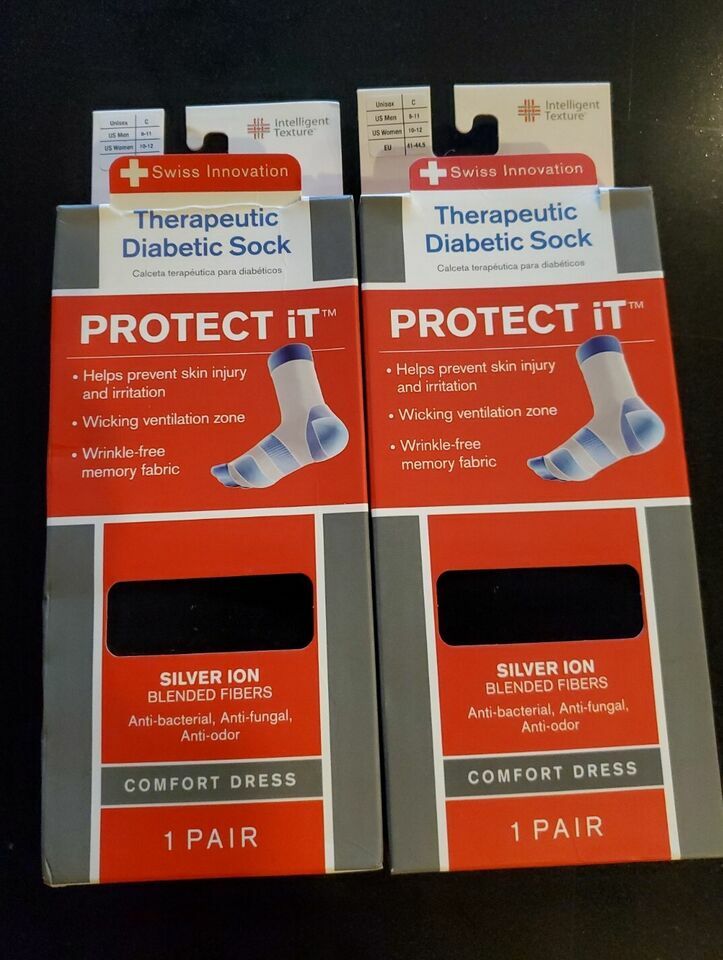 Unisex C
US Men 8-11
US Women 10-12
Intelligent
Texture
Swiss Innovation
Therapeutic
Diabetic Sock
Calceta terapéutica para diabéticos
PROTECT iT™
• Helps prevent skin injury
and irritation
• Wicking ventilation zone
• Wrinkle-free
memory fabric
SILVER ION
BLENDED FIBERS
Anti-bacterial, Anti-fungal,
Anti-odor
COMFORT DRESS
1 PAIR
Unisex C
US Men 8-11
US Women 10-12
EU 41-44.5
Intelligent
Texture
Swiss Innovation
Therapeutic
Diabetic Sock
Calceta terapéutica para diabéticos
PROTECT iT™
• Helps prevent skin injury
and irritation
• Wicking ventilation zone
• Wrinkle-free
memory fabric
SILVER ION
BLENDED FIBERS
Anti-bacterial, Anti-fungal,
Anti-odor
COMFORT DRESS
1 PAIR